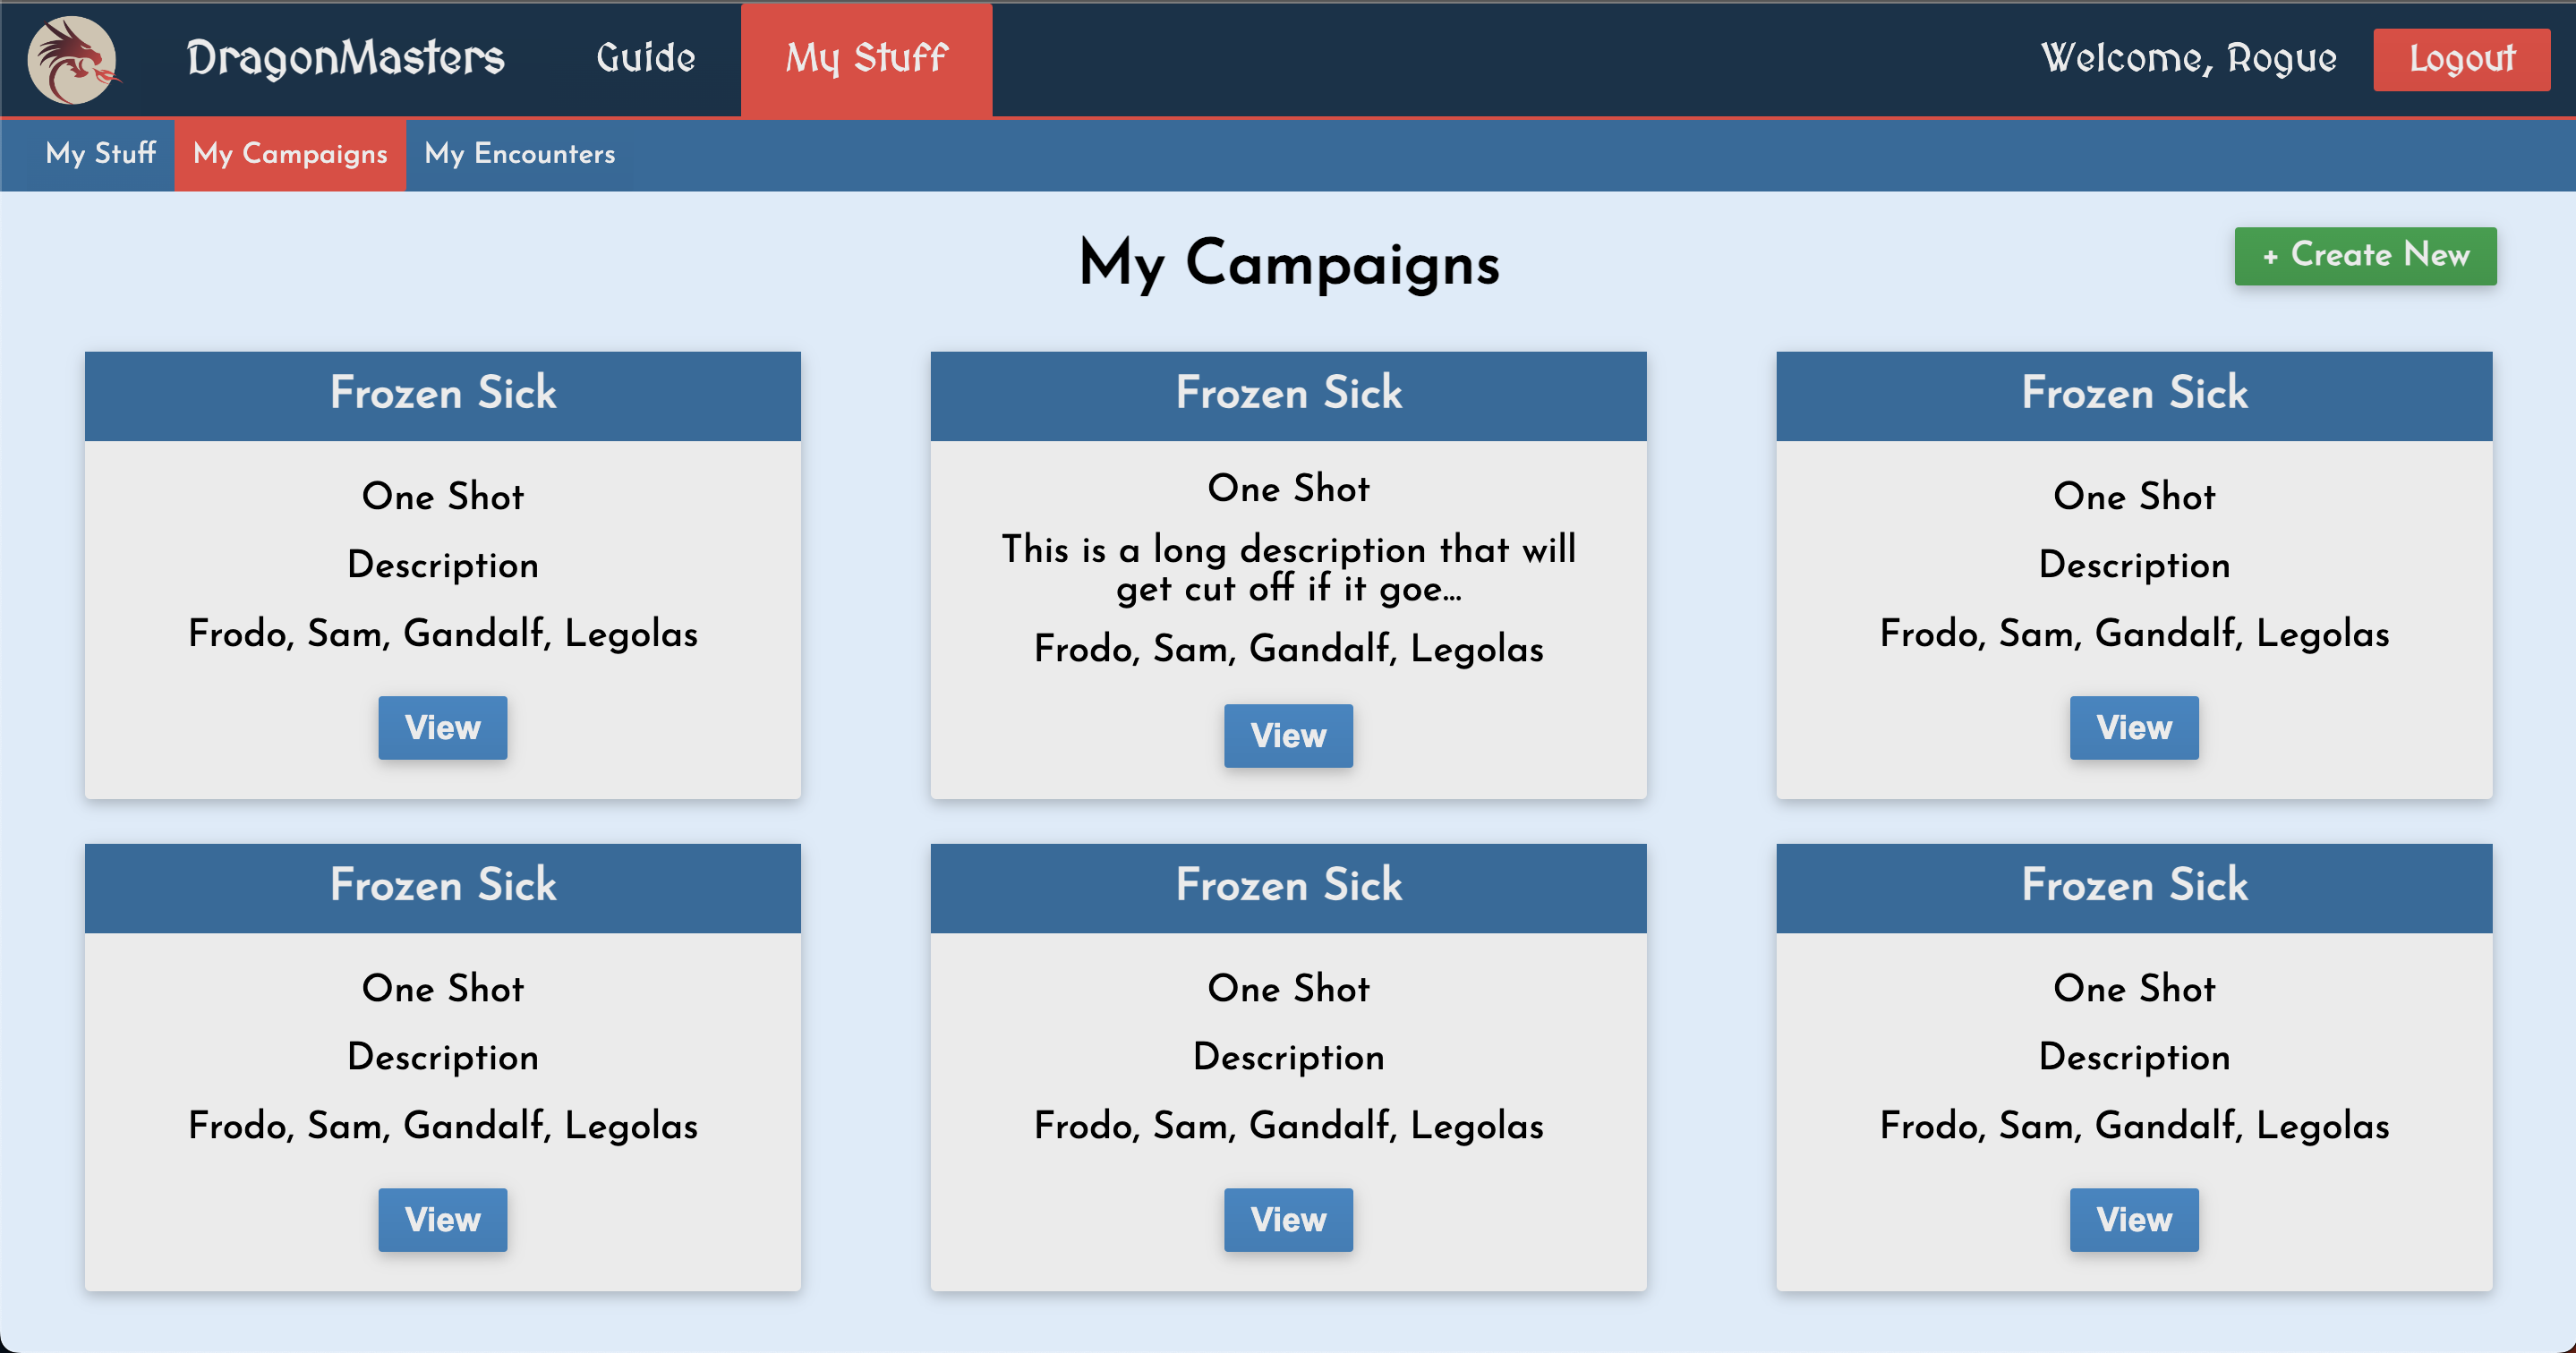 DragonMasters Guide My Stuff Welcome, Rogue Logout
My Stuff My Campaigns My Encounters
My Campaigns
+ Create New
Frozen Sick
One Shot
Description
Frodo, Sam, Gandalf, Legolas
View
Frozen Sick
One Shot
This is a long description that will
get cut off if it goe...
Frodo, Sam, Gandalf, Legolas
View
Frozen Sick
One Shot
Description
Frodo, Sam, Gandalf, Legolas
View
Frozen Sick
One Shot
Description
Frodo, Sam, Gandalf, Legolas
View
Frozen Sick
One Shot
Description
Frodo, Sam, Gandalf, Legolas
View
Frozen Sick
One Shot
Description
Frodo, Sam, Gandalf, Legolas
View